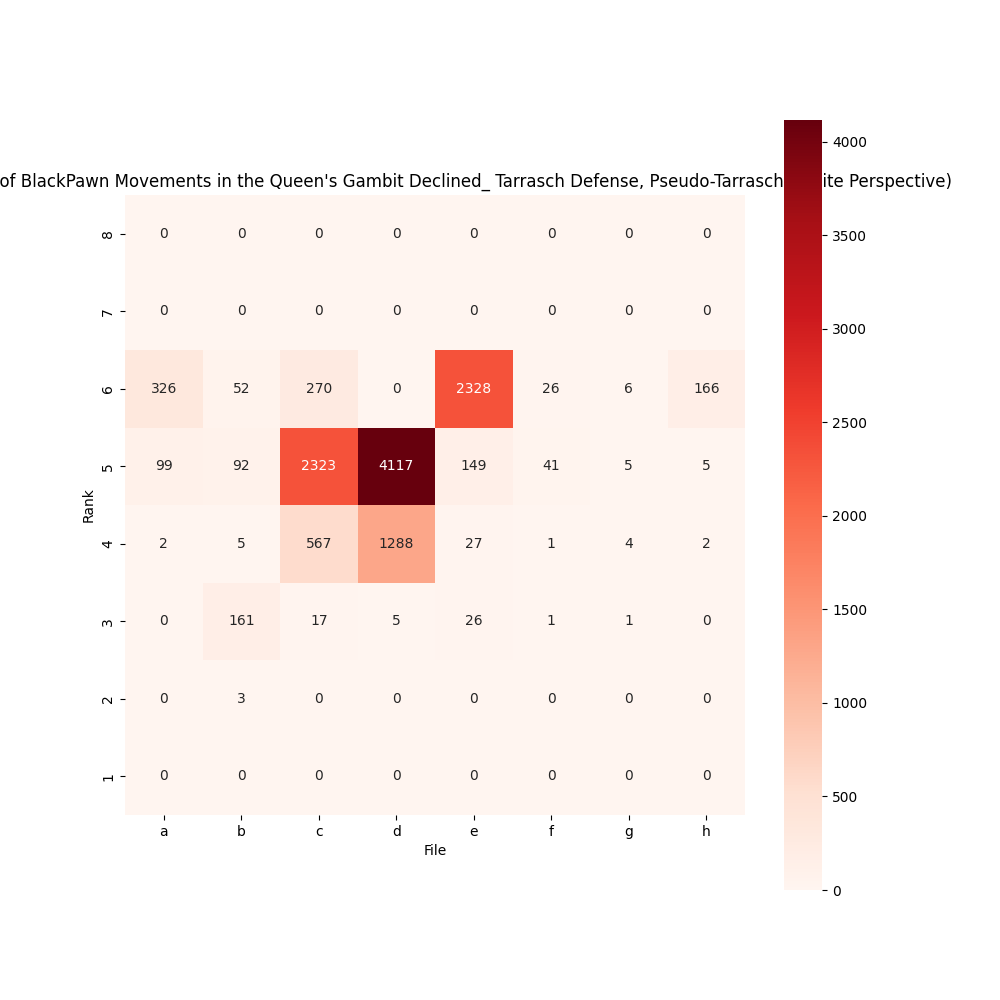 of BlackPawn Movements in the Queen's Gambit Declined_ Tarrasch Defense, Pseudo-Tarrasch ite Perspective)
8 0 0 0 0 0 0 0 0
7 0 0 0 0 0 0 0 0
6 326 52 270 0 2328 26 6 166
5 99 92 2323 4117 149 41 5 5
4 2 5 567 1288 27 1 4 2
3 0 161 17 5 26 1 1 0
2 0 3 0 0 0 0 0 0
1 0 0 0 0 0 0 0 0
a b c d e f g h
File
Rank
4000
3500
3000
2500
2000
1500
1000
500
0